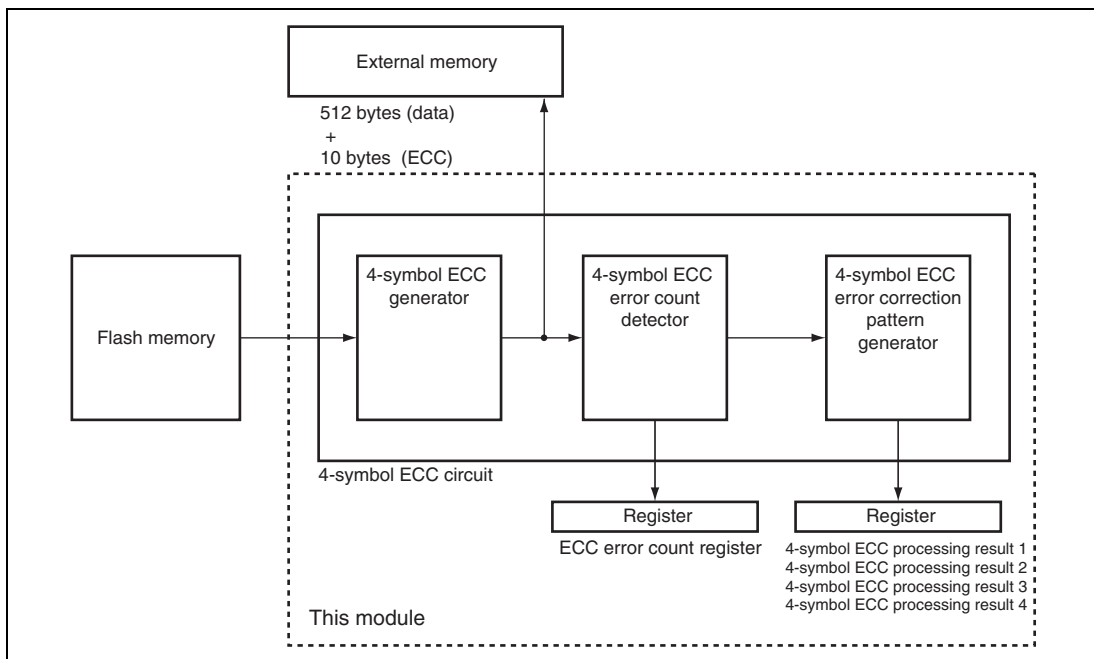 External memory
512 bytes (data)
+
10 bytes (ECC)
Flash memory
4-symbol ECC
generator
4-symbol ECC
error count
detector
4-symbol ECC
error correction
pattern
generator
4-symbol ECC circuit
Register
ECC error count register
Register
4-symbol ECC processing result 1
4-symbol ECC processing result 2
4-symbol ECC processing result 3
4-symbol ECC processing result 4
This module